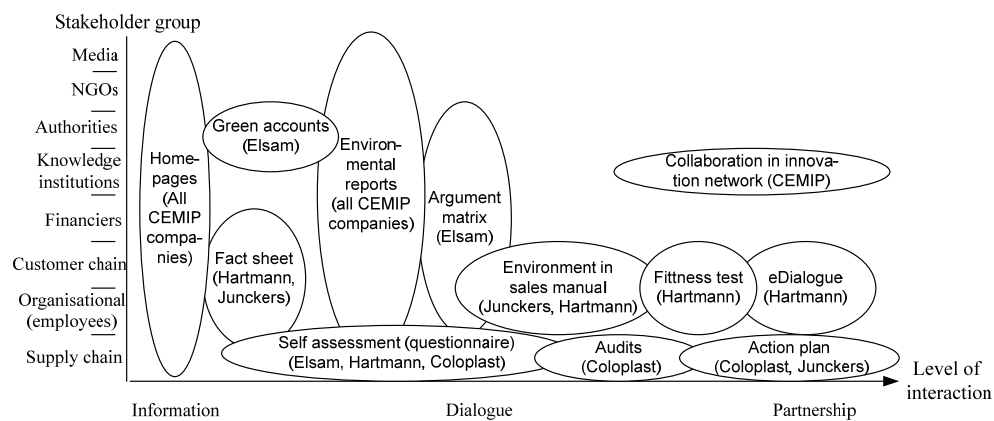 Stakeholder group
Media
NGOs
Authorities
Knowledge
institutions
Financiers
Customer chain
Organisational
(employees)
Supply chain
Home-
pages
(All
CEMIP
compa-
nies)
Green accounts
(Elsam)
Fact sheet
(Hartmann,
Junckers)
Environ-
mental
reports
(all CEMIP
companies)
Argument
matrix
(Elsam)
Collaboration in innova-
tion network (CEMIP)
Environment in
sales manual
(Junckers, Hartmann)
Fittness test
(Hartmann)
eDialogue
(Hartmann)
Self assessment (questionnaire)
(Elsam, Hartmann, Coloplast)
Audits
(Coloplast)
Action plan
(Coloplast, Junckers)
Level of
interaction
Information
Dialogue
Partnership